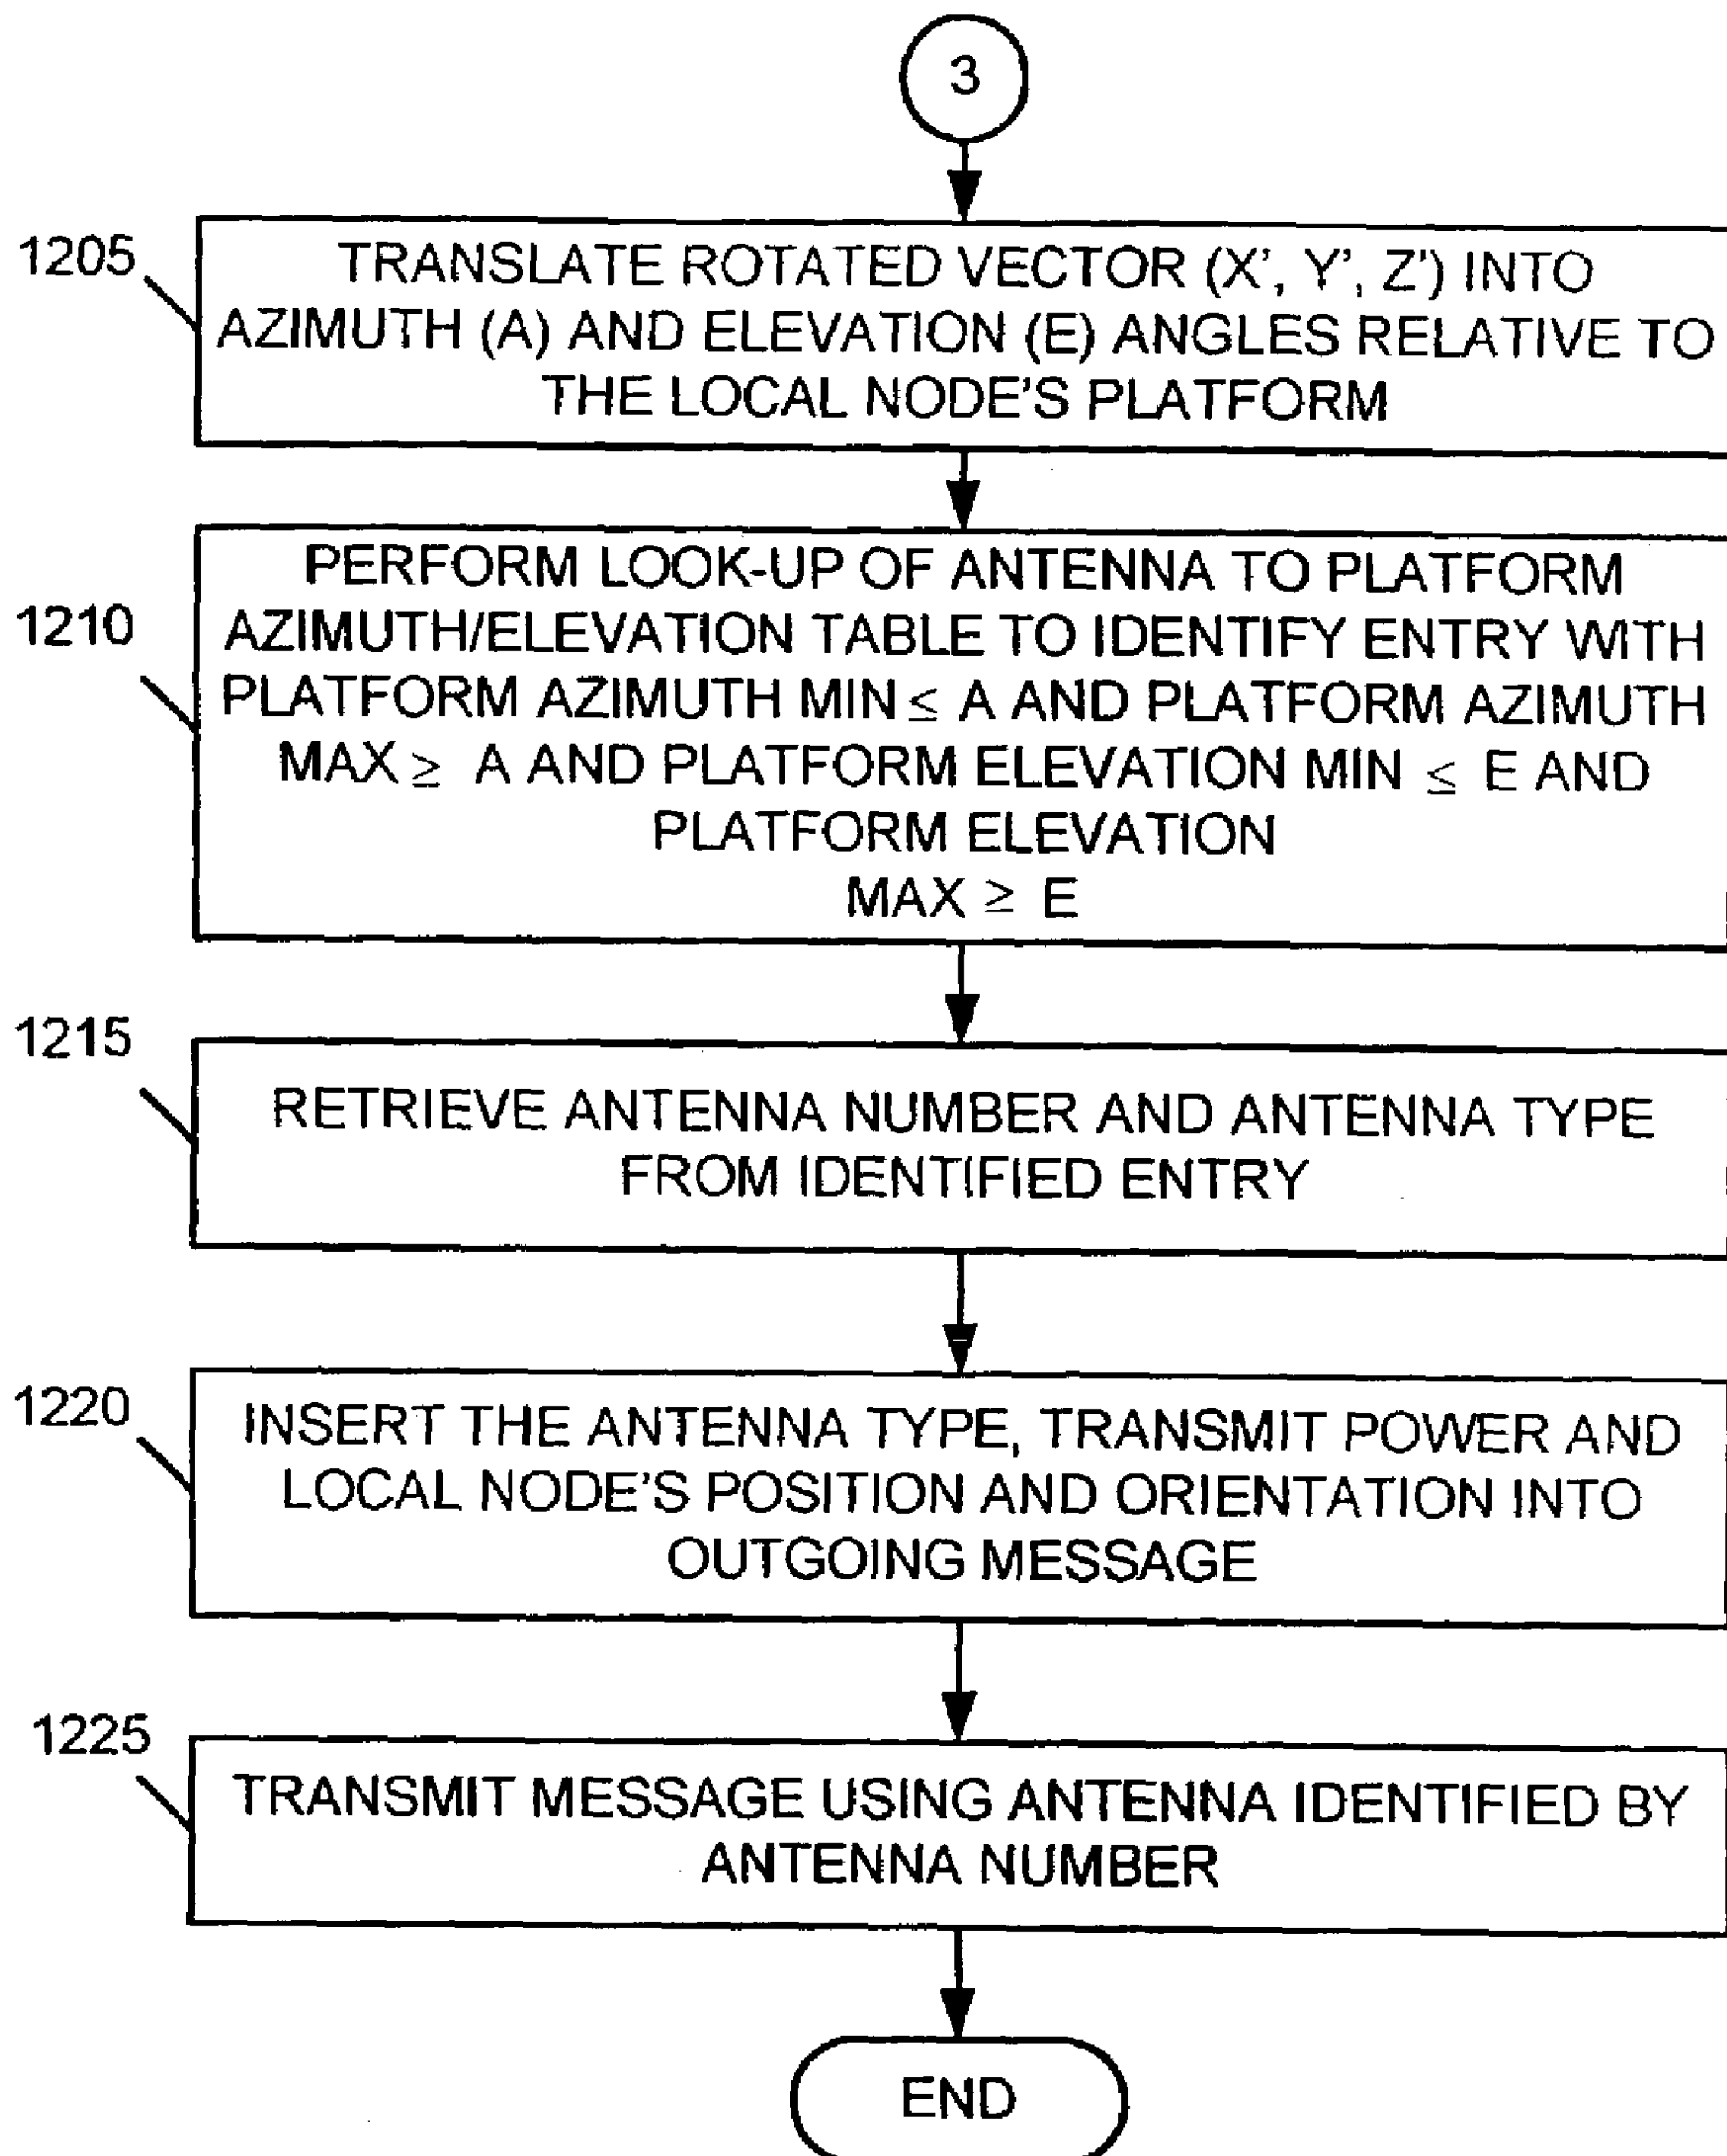 3
1205
TRANSLATE ROTATED VECTOR (X', Y', Z') INTO
AZIMUTH (A) AND ELEVATION (E) ANGLES RELATIVE TO
THE LOCAL NODE'S PLATFORM
1210
PERFORM LOOK-UP OF ANTENNA TO PLATFORM
AZIMUTH/ELEVATION TABLE TO IDENTIFY ENTRY WITH
PLATFORM AZIMUTH MIN ≤ A AND PLATFORM AZIMUTH
MAX ≥ A AND PLATFORM ELEVATION MIN ≤ E AND
PLATFORM ELEVATION
MAX ≥ E
1215
RETRIEVE ANTENNA NUMBER AND ANTENNA TYPE
FROM IDENTIFIED ENTRY
1220
INSERT THE ANTENNA TYPE, TRANSMIT POWER AND
LOCAL NODE'S POSITION AND ORIENTATION INTO
OUTGOING MESSAGE
1225
TRANSMIT MESSAGE USING ANTENNA IDENTIFIED BY
ANTENNA NUMBER
END